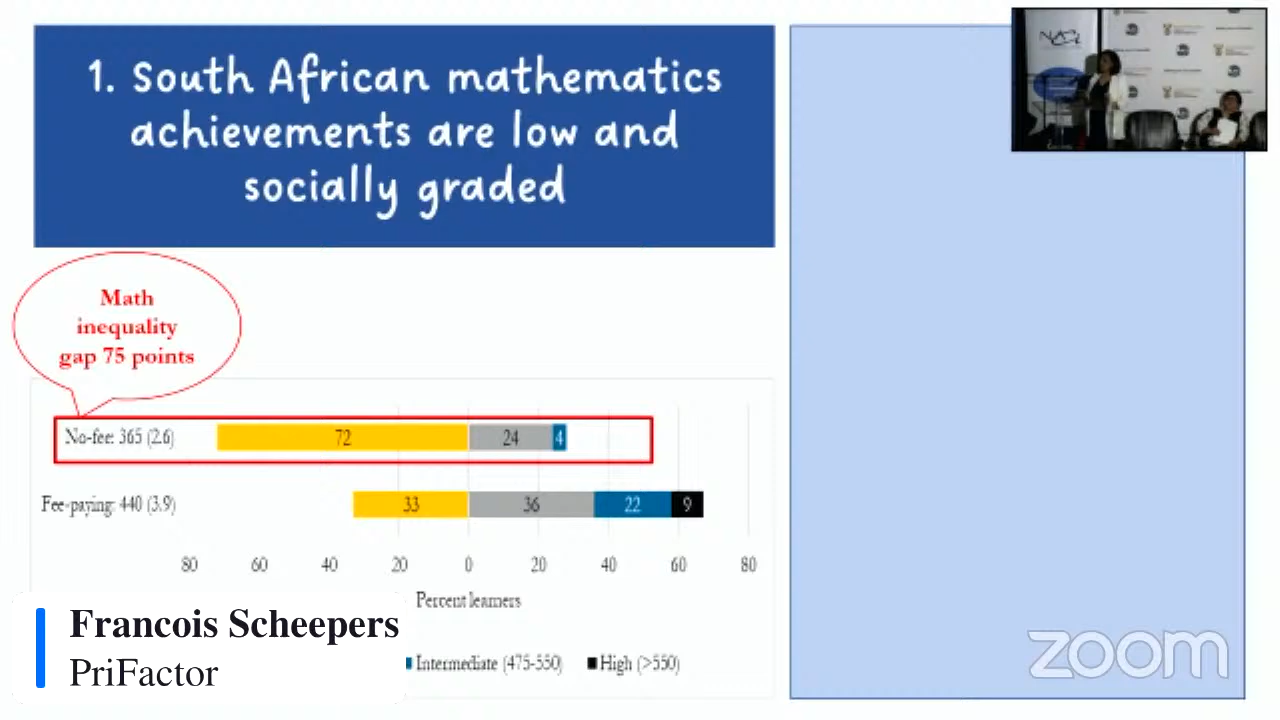 1. South African mathematics
achievements are low and
socially graded
Math
inequality
gap 75 points
No-fee: 365 (2.6)
72
24
4
Fee-paying: 440 (3.9)
33
36
22
9
80
60
40
20
0
20
40
60
80
Percent learners
Intermediate (475-550)
High (>550)
Francois Scheepers
PriFactor
zoom